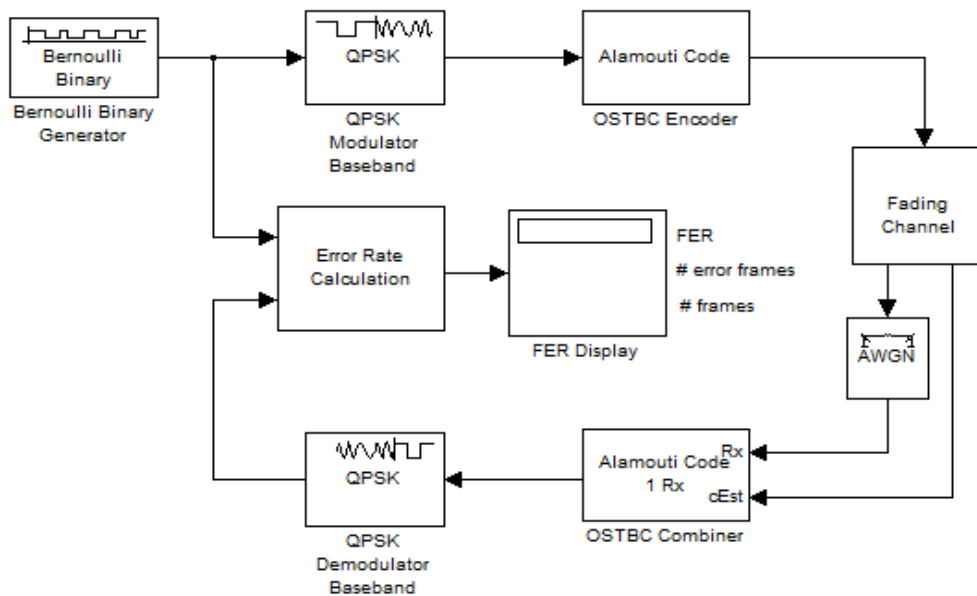 Bernoulli
Binary
Bernoulli Binary
Generator
QPSK
QPSK
Modulator
Baseband
Alamouti Code
OSTBC Encoder
Fading
Channel
Error Rate
Calculation
FER
# error frames
# frames
FER Display
AWGN
QPSK
QPSK
Demodulator
Baseband
Alamouti Code
1 Rx
Rx
cEst
OSTBC Combiner